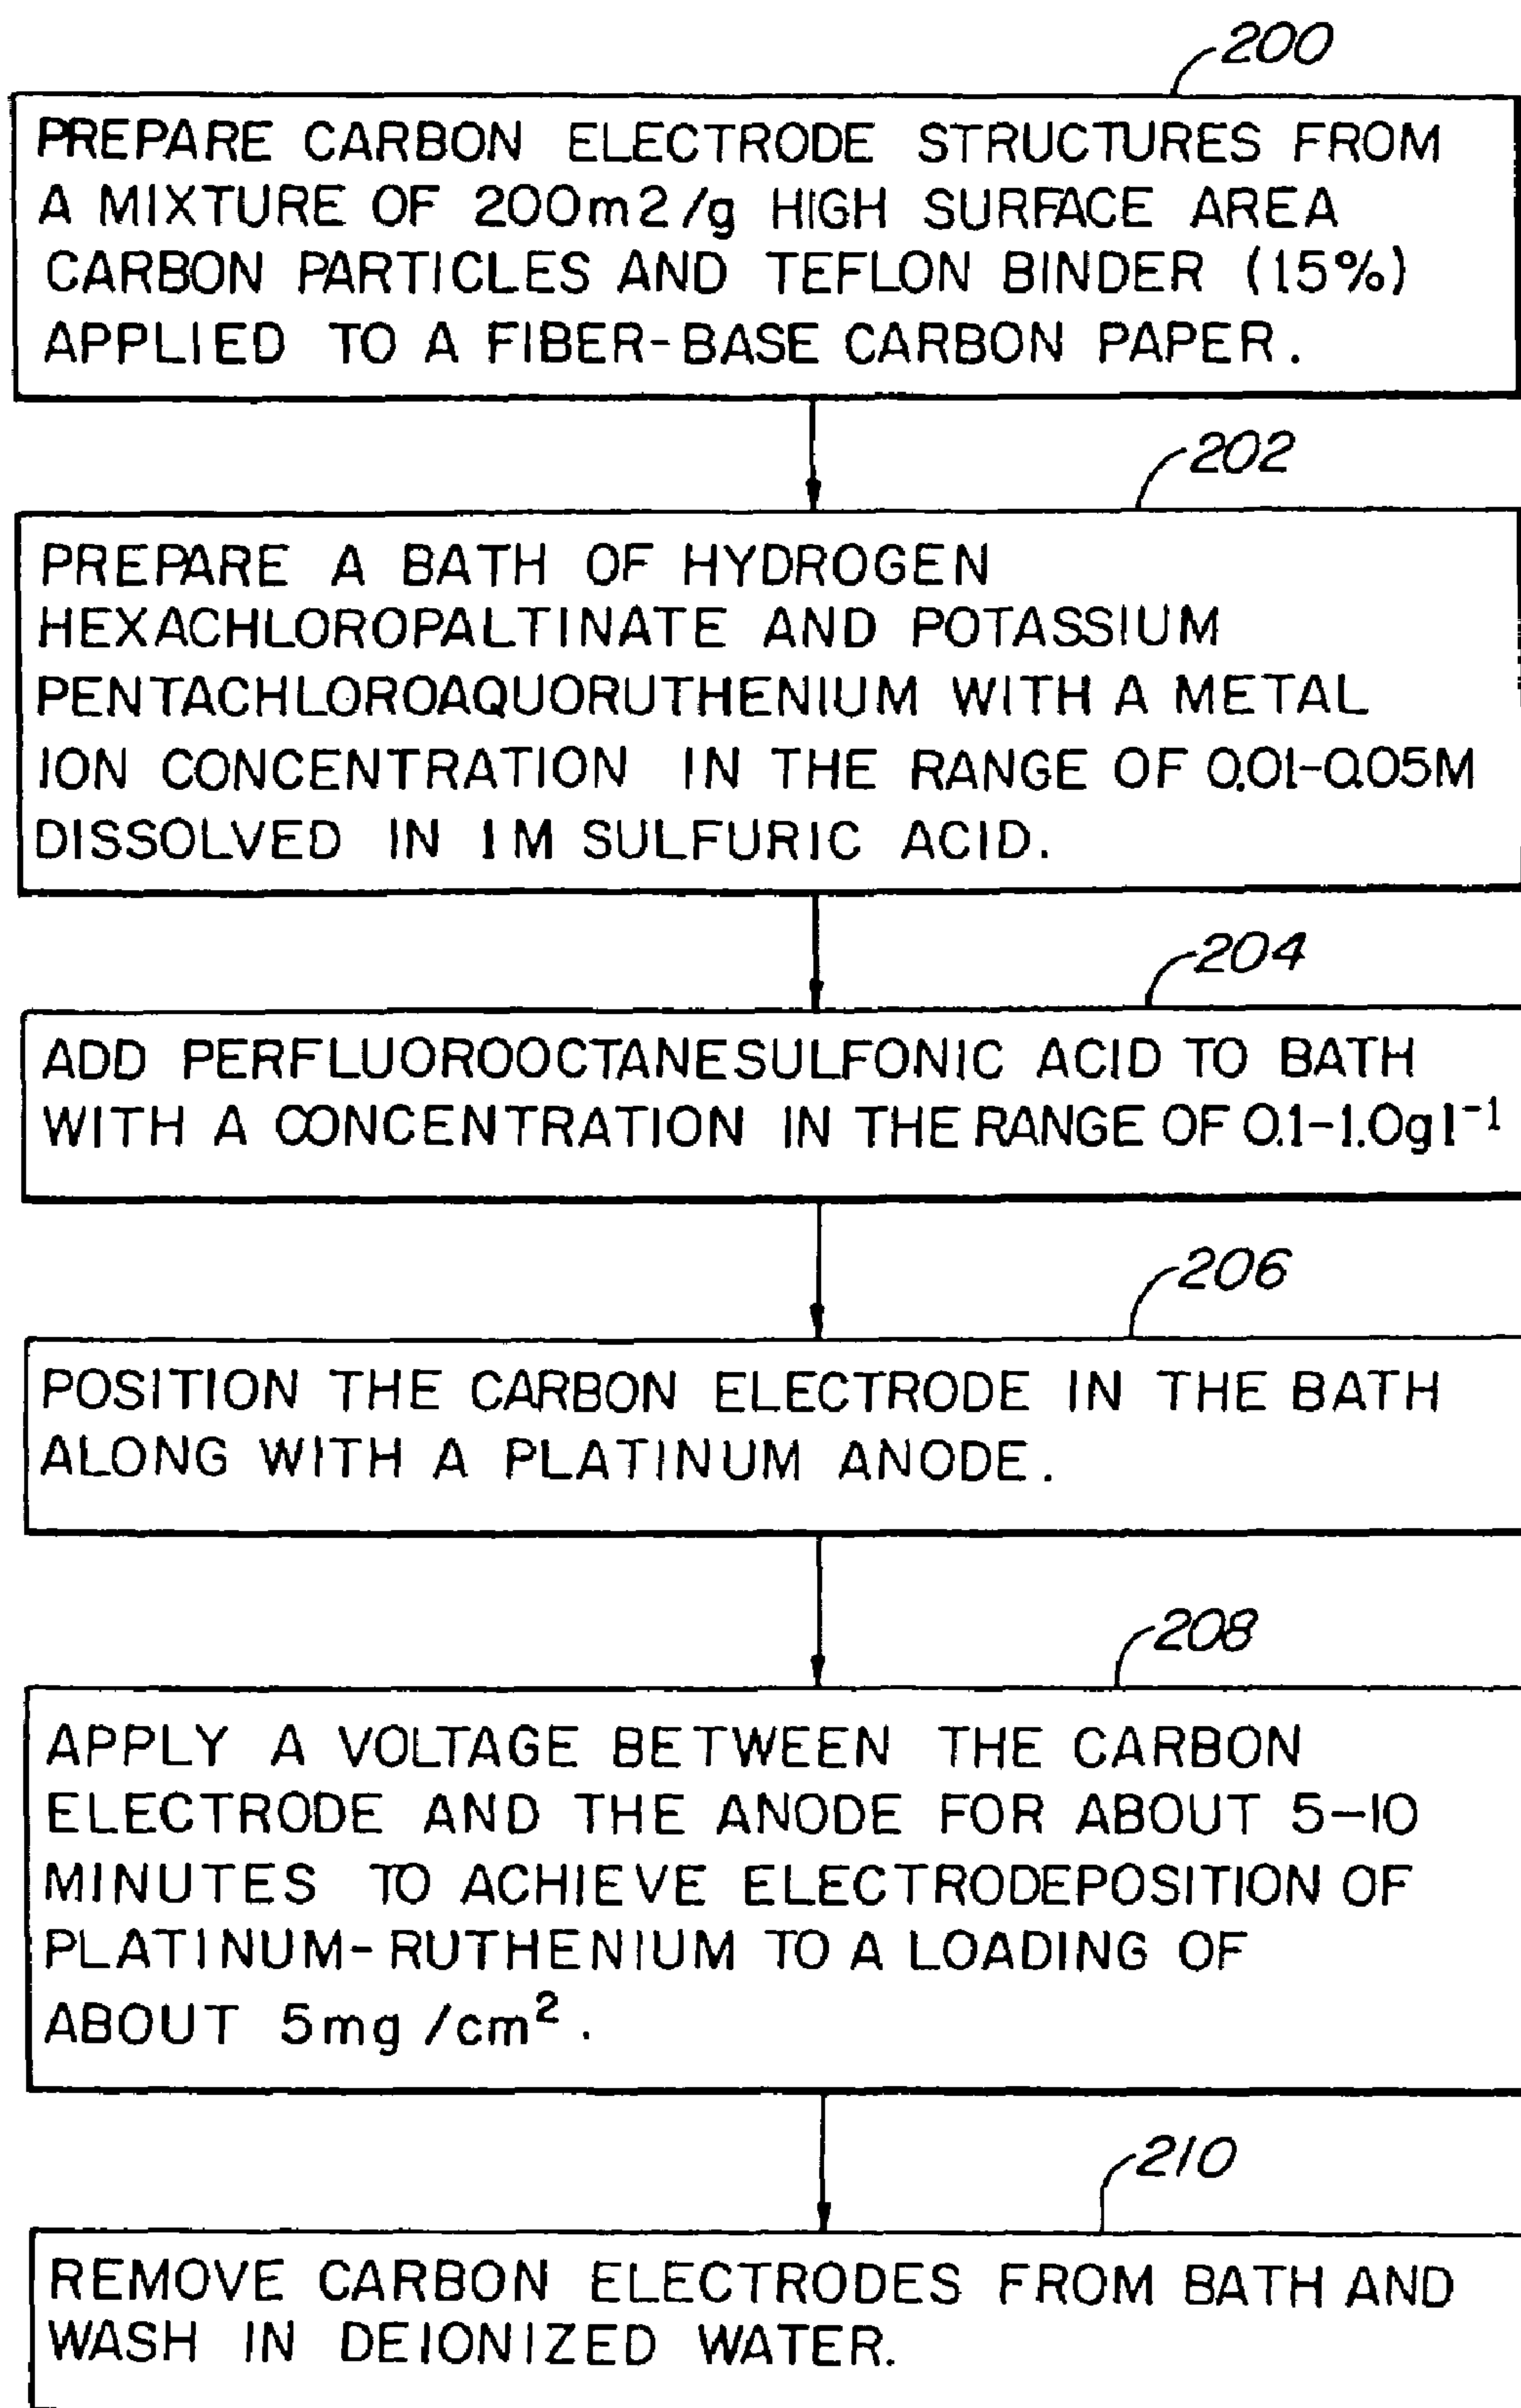 200
PREPARE CARBON ELECTRODE STRUCTURES FROM
A MIXTURE OF 200m2/g HIGH SURFACE AREA
CARBON PARTICLES AND TEFLON BINDER (15%)
APPLIED TO A FIBER-BASE CARBON PAPER.
202
PREPARE A BATH OF HYDROGEN
HEXACHLOROPALTINATE AND POTASSIUM
PENTACHLOROAQUORUTHENIUM WITH A METAL
ION CONCENTRATION IN THE RANGE OF 0.01-0.05M
DISSOLVED IN 1M SULFURIC ACID.
204
ADD PERFLUOROOCTANESULFONIC ACID TO BATH
WITH A CONCENTRATION IN THE RANGE OF 0.1-1.0gl⁻¹
206
POSITION THE CARBON ELECTRODE IN THE BATH
ALONG WITH A PLATINUM ANODE.
208
APPLY A VOLTAGE BETWEEN THE CARBON
ELECTRODE AND THE ANODE FOR ABOUT 5-10
MINUTES TO ACHIEVE ELECTRODEPOSITION OF
PLATINUM-RUTHENIUM TO A LOADING OF
ABOUT 5mg/cm².
210
REMOVE CARBON ELECTRODES FROM BATH AND
WASH IN DEIONIZED WATER.